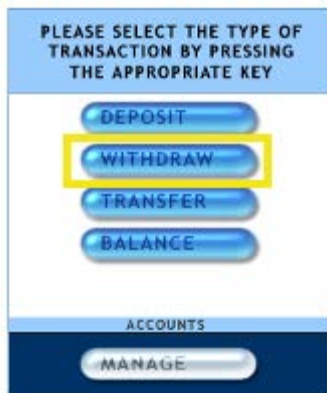 PLEASE SELECT THE TYPE OF
TRANSACTION BY PRESSING
THE APPROPRIATE KEY
DEPOSIT
WITHDRAW
TRANSFER
BALANCE
ACCOUNTS
MANAGE